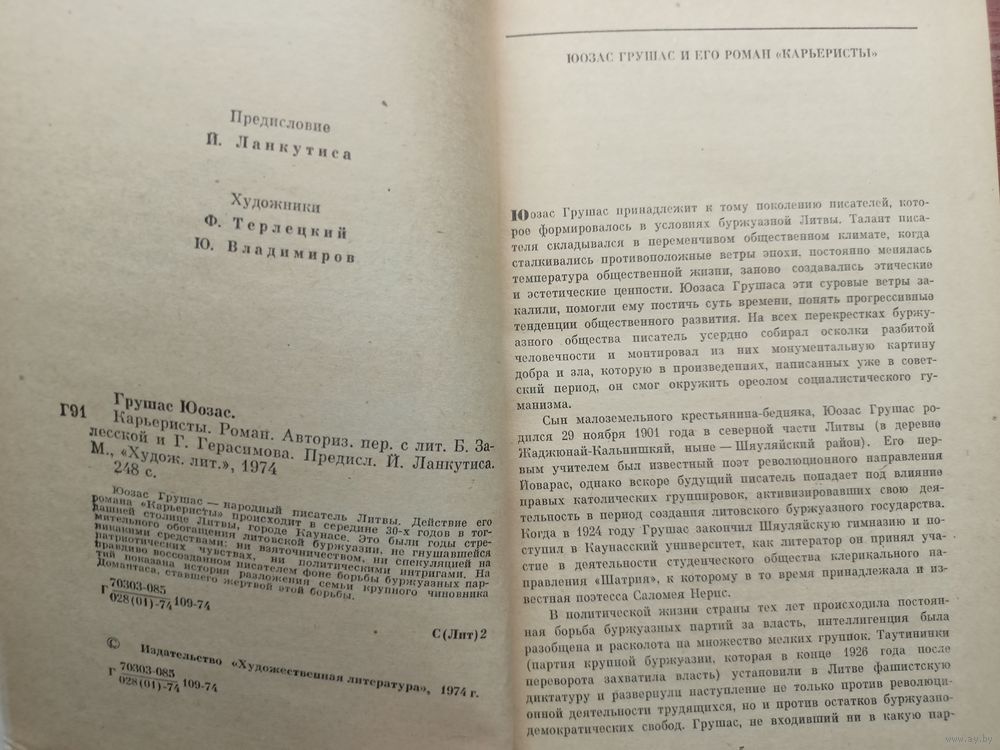 Предисловие
Й. Ланкутиса
Художники
Ф. Терлецкий
Ю. Владимиров
Грушас Юозас.
Г91 Карьеристы. Роман. Авториз. пер. с лит. Б. За-
лесской и Г. Герасимова. Предисл. Й. Ланкутиса.
М., «Худож. лит.», 1974
248 с.
Юозас Грушас — народный писатель Литвы. Действие его
романа «Карьеристы» происходит в середине 30-х годов в тог-
дашней столице Литвы, городе Каунасе. Это были годы стре-
мительного обогащения литовской буржуазии, не гнушавшейся
никакими средствами: ни взяточничеством, ни спекуляцией на
патриотических чувствах, ни политическими интригами. На
правдиво воссозданном писателем фоне борьбы буржуазных пар-
тий показана история разложения семьи крупного чиновника
Домантаса, ставшего жертвой этой борьбы.
Г 70303-085
028(01)-74 109-74
С(Лит)2
© Издательство «Художественная литература», 1974 г.
Г 70303-085
028(01)-74 109-74
ЮОЗАС ГРУШАС И ЕГО РОМАН «КАРЬЕРИСТЫ»
Юозас Грушас принадлежит к тому поколению писателей, кото-
рое формировалось в условиях буржуазной Литвы. Талант писа-
теля складывался в переменчивом общественном климате, когда
сталкивались противоположные ветры эпохи, постоянно менялась
температура общественной жизни, заново создавались этические
и эстетические ценности. Юозаса Грушаса эти суровые ветры за-
калили, помогли ему постичь суть времени, понять прогрессивные
тенденции общественного развития. На всех перекрестках буржу-
азного общества писатель усердно собирал осколки разбитой
человечности и монтировал из них монументальную картину
добра и зла, которую в произведениях, написанных уже в совет-
ский период, он смог окружить ореолом социалистического гу-
манизма.
Сын малоземельного крестьянина-бедняка, Юозас Грушас ро-
дился 29 ноября 1901 года в северной части Литвы (в деревне
Жаджюнай-Кальнишкяй, ныне — Шяуляйский район). Его пер-
вым учителем был известный поэт революционного направления
Йоварас, однако вскоре будущий писатель попадает под влияние
правых католических группировок, активизировавших свою дея-
тельность в период создания литовского буржуазного государства.
Когда в 1924 году Грушас закончил Шяуляйскую гимназию и по-
ступил в Каунасский университет, как литератор он принял уча-
стие в деятельности студенческого общества клерикального на-
правления «Шатрия», к которому в то время принадлежала и из-
вестная поэтесса Саломея Нерис.
В политической жизни страны тех лет происходила постоян-
ная борьба буржуазных партий за власть, интеллигенция была
разобщена и расколота на множество мелких группок. Таутининки
(партия крупной буржуазии, которая в конце 1926 года после
переворота захватила власть) установили в Литве фашистскую
диктатуру и развернули наступление не только против революци-
онной деятельности трудящихся, но и против остатков буржуазно-
демократических свобод. Грушас, не входивший ни в какую пар-
www.ay.by